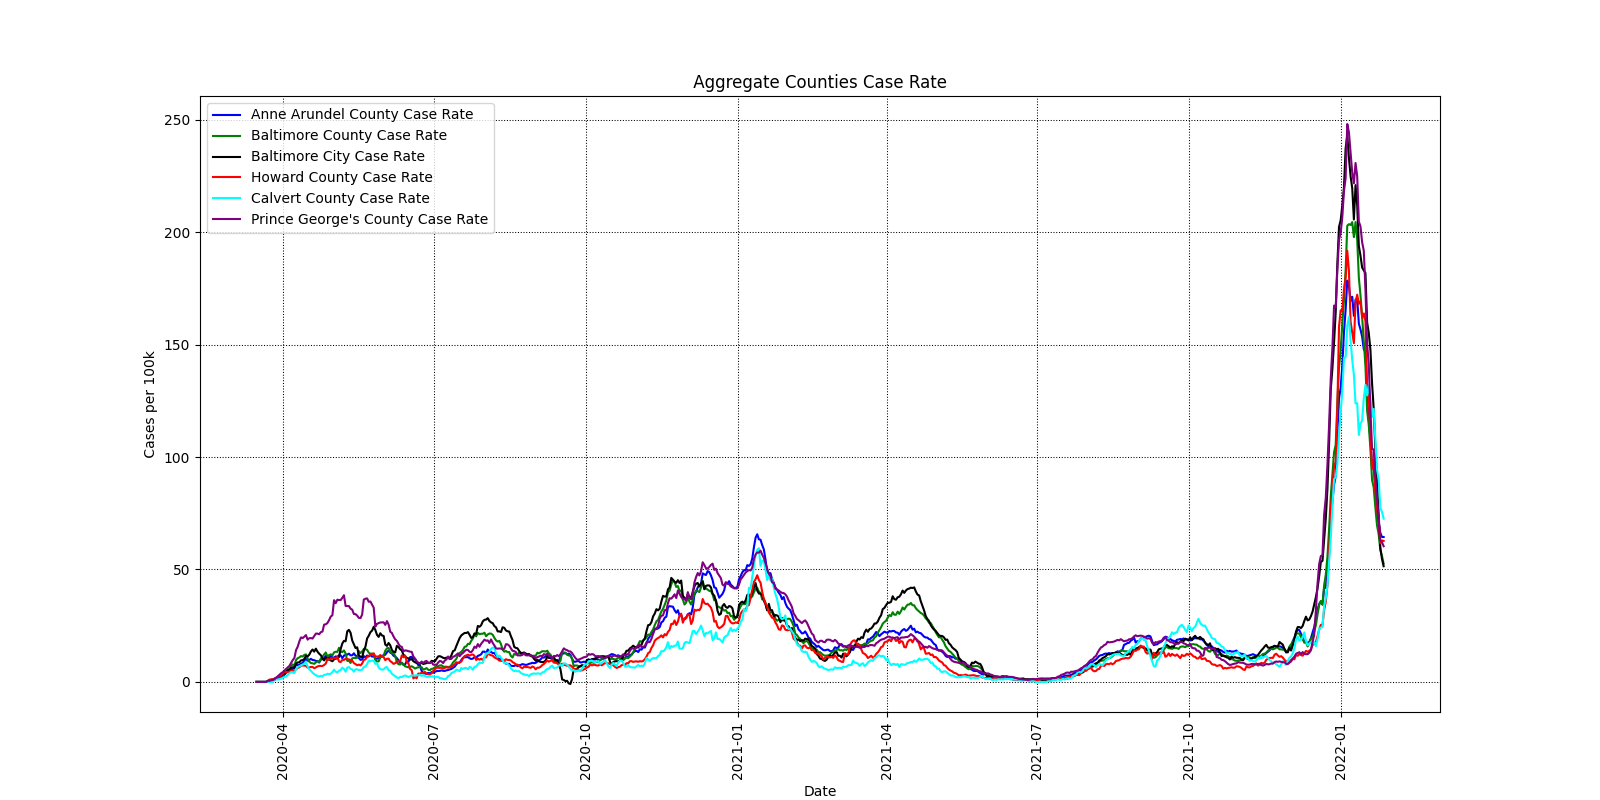 Aggregate Counties Case Rate
Anne Arundel County Case Rate
Baltimore County Case Rate
Baltimore City Case Rate
Howard County Case Rate
Calvert County Case Rate
Prince George's County Case Rate
250
200
150
100
50
0
Cases per 100k
2020-04
2020-07
2020-10
2021-01
2021-04
2021-07
2021-10
2022-01
Date